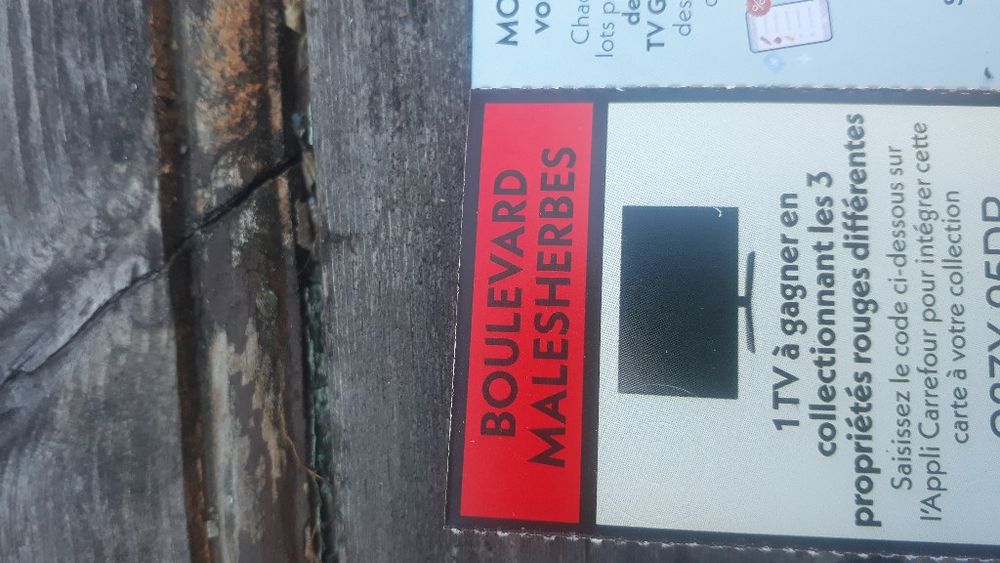 BOULEVARD
MALESHERBES
1 TV à gagner en
collectionnant les 3
propriétés rouges différentes
Saisissez le code ci-dessous sur
l'Appli Carrefour pour intégrer cette
carte à votre collection